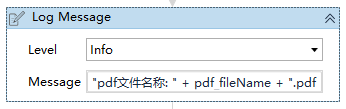 Log Message
Level Info
Message "pdf文件名称: " + pdf_fileName + ".pdf